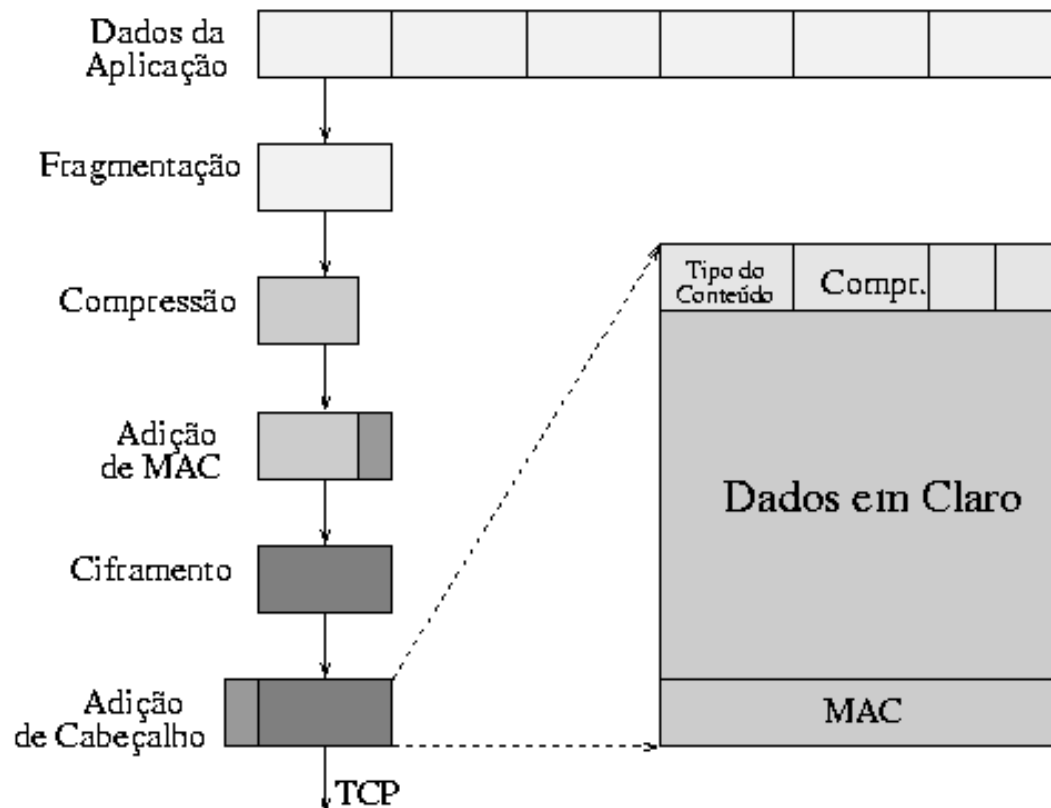 Dados da
Aplicação
Fragmentação
Compressão
Adição
de MAC
Ciframento
Adição
de Cabeçalho
TCP
Tipo do
Conteúdo
Compr.
Dados em Claro
MAC